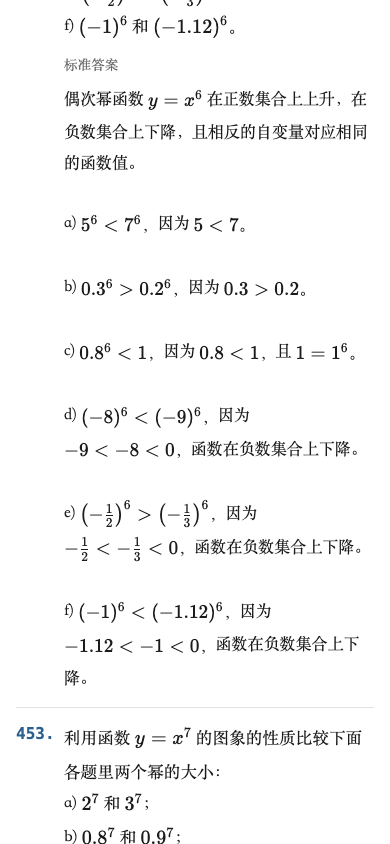 f) (−1)⁶ 和 (−1.12)⁶。
标准答案
偶次幂函数 y = x⁶ 在正数集合上上升，在
负数集合上下降，且相反的自变量对应相同
的函数值。
a) 5⁶ < 7⁶，因为 5 < 7。
b) 0.3⁶ > 0.2⁶，因为 0.3 > 0.2。
c) 0.8⁶ < 1，因为 0.8 < 1，且 1 = 1⁶。
d) (−8)⁶ < (−9)⁶，因为
−9 < −8 < 0，函数在负数集合上下降。
e) (−1/2)⁶ > (−1/3)⁶，因为
−1/2 < −1/3 < 0，函数在负数集合上下降。
f) (−1)⁶ < (−1.12)⁶，因为
−1.12 < −1 < 0，函数在负数集合上下
降。
453. 利用函数 y = x⁷ 的图象的性质比较下面
各题里两个幂的大小：
a) 2⁷ 和 3⁷;
b) 0.8⁷ 和 0.9⁷;